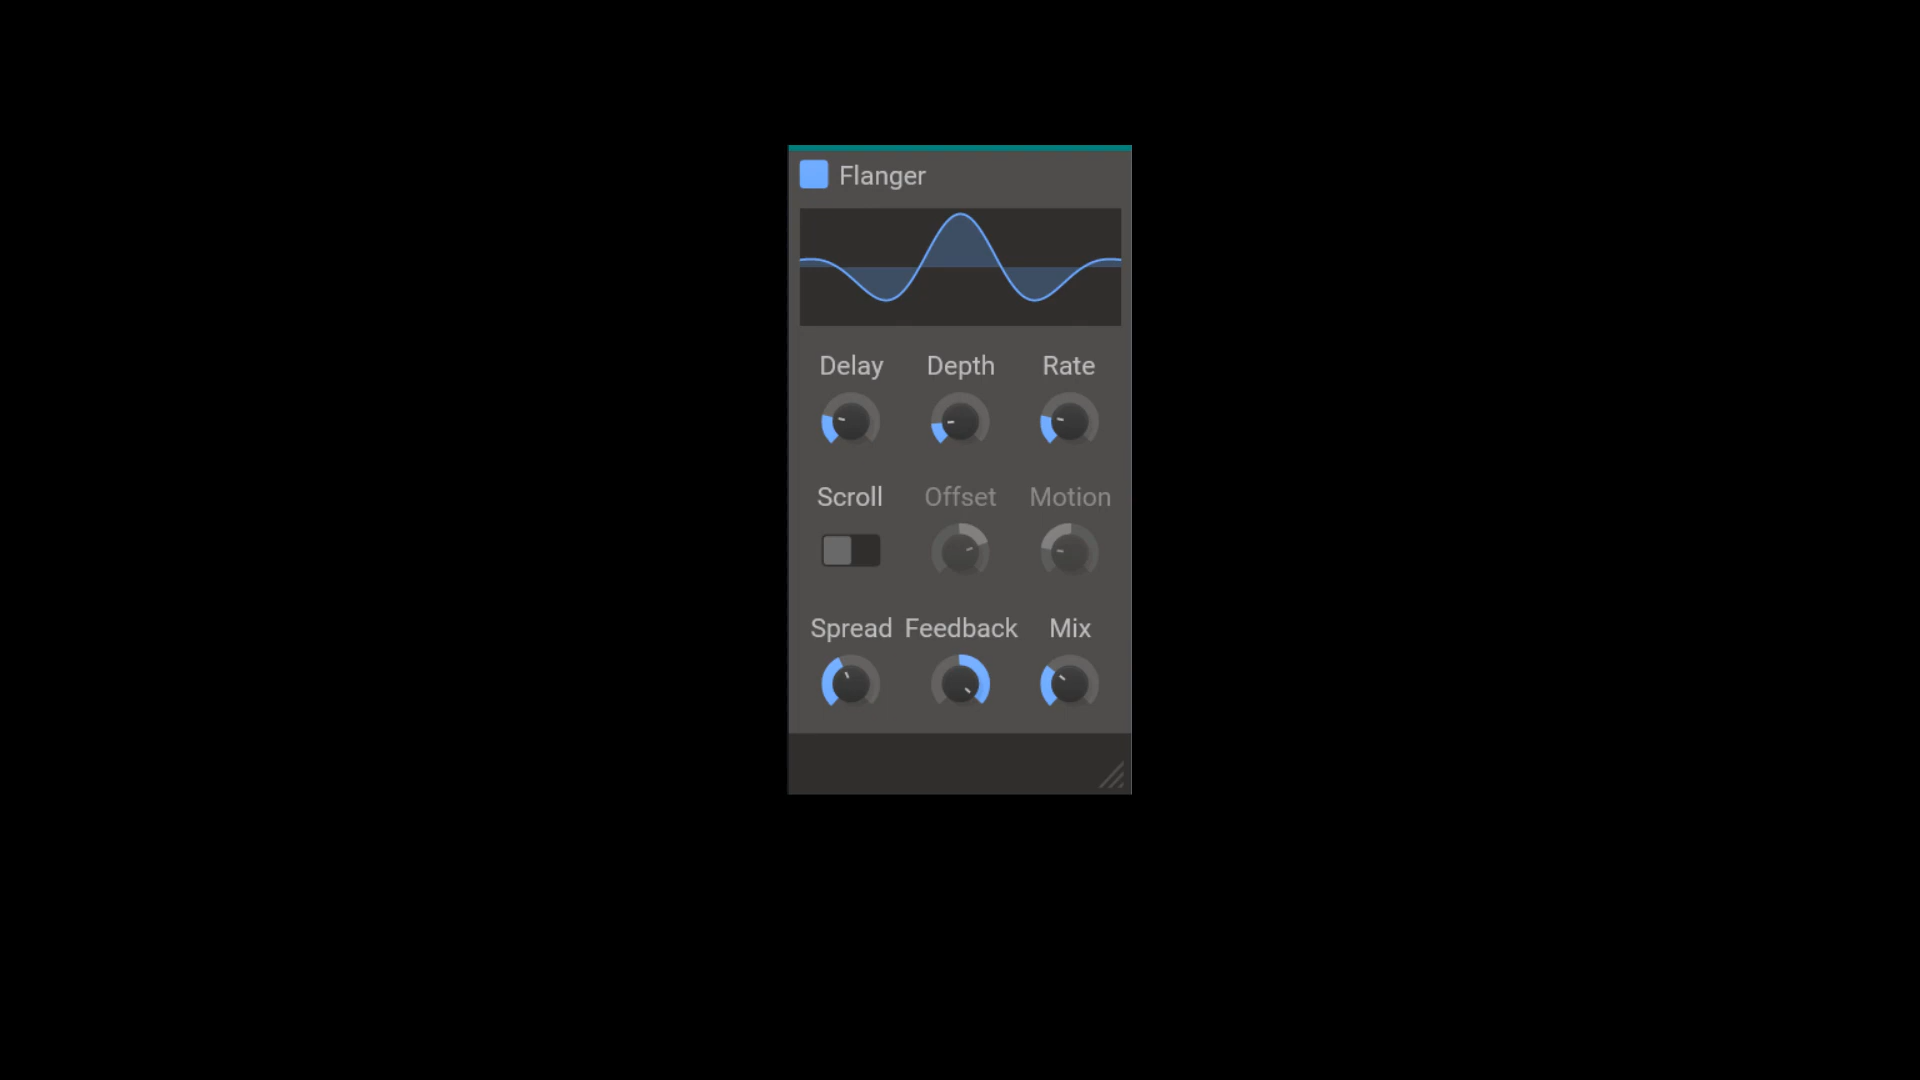 Flanger
Delay Depth Rate
Scroll Offset Motion
Spread Feedback Mix